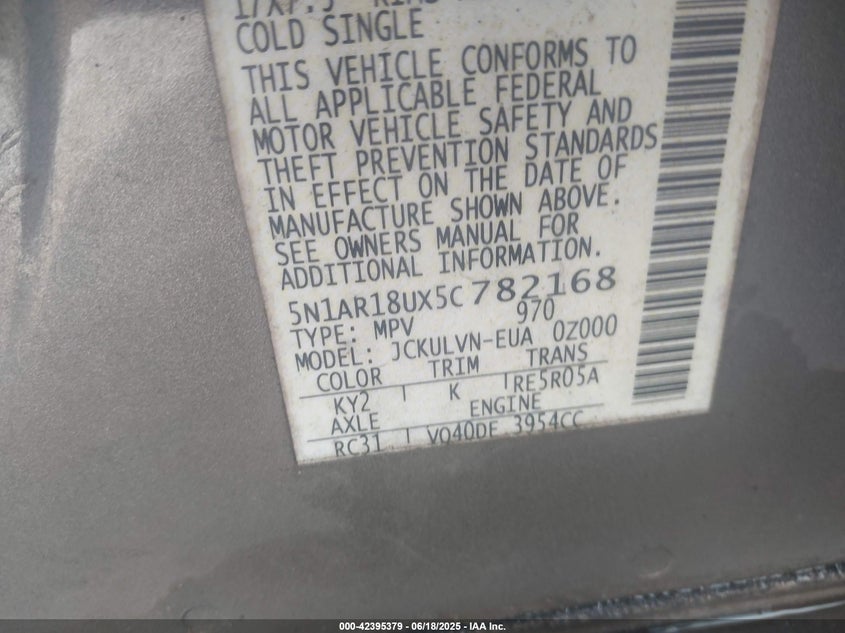 COLD SINGLE
THIS VEHICLE CONFORMS TO
ALL APPLICABLE FEDERAL
MOTOR VEHICLE SAFETY AND
THEFT PREVENTION STANDARDS
IN EFFECT ON THE DATE OF
MANUFACTURE SHOWN ABOVE.
SEE OWNERS MANUAL FOR
ADDITIONAL INFORMATION.
5N1AR18UX5C782168
TYPE: MPV 970
MODEL: JCKULVN-EUA 0Z000
COLOR TRIM TRANS
KY2 K RE5R05A
AXLE ENGINE
RC31 VQ40DE 3954CC
000-42395379 - 06/18/2025 - IAA Inc.